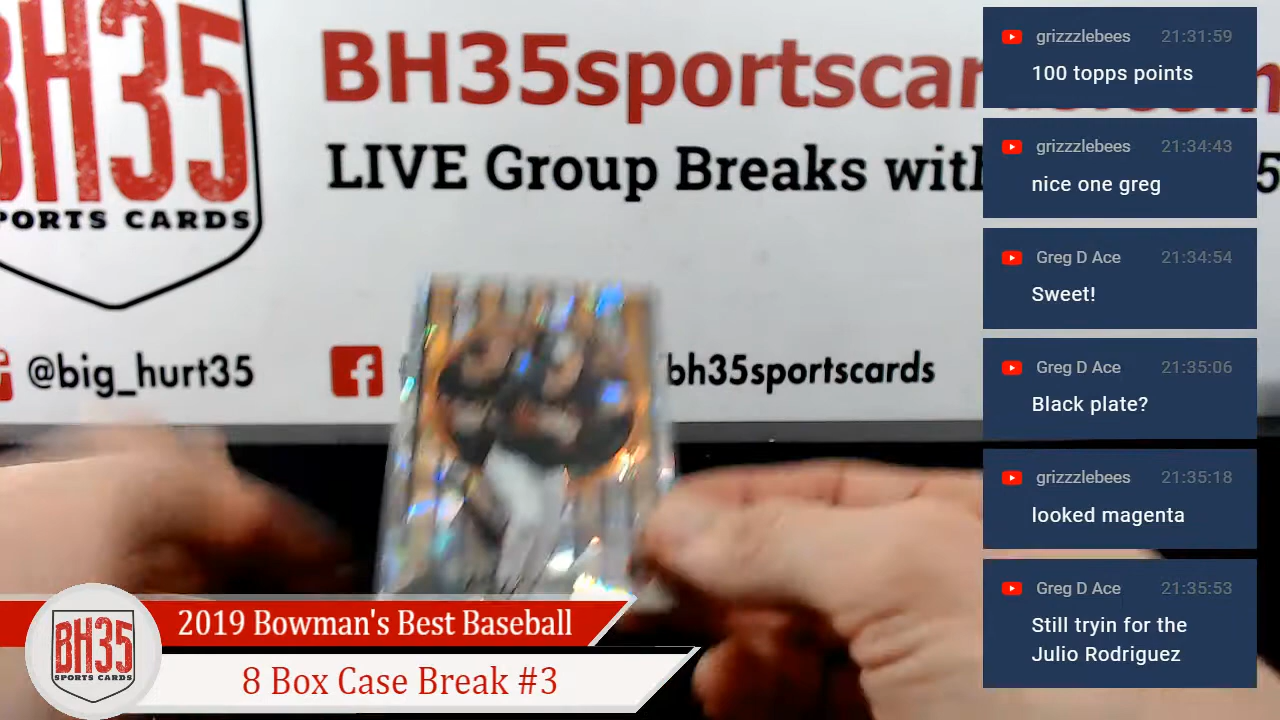 BH35
PORTS CARDS
BH35sportscar
LIVE Group Breaks with
5
@big_hurt35
bh35sportscards
grizzzlebees 21:31:59
100 topps points
grizzzlebees 21:34:43
nice one greg
Greg D Ace 21:34:54
Sweet!
Greg D Ace 21:35:06
Black plate?
grizzzlebees 21:35:18
looked magenta
Greg D Ace 21:35:53
Still tryin for the
Julio Rodriguez
BH35
SPORTS CARDS
2019 Bowman's Best Baseball
8 Box Case Break #3